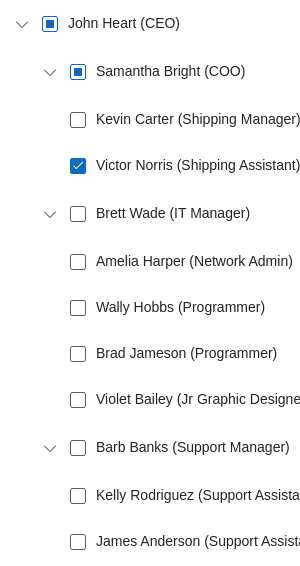 John Heart (CEO)
Samantha Bright (COO)
Kevin Carter (Shipping Manager)
Victor Norris (Shipping Assistant)
Brett Wade (IT Manager)
Amelia Harper (Network Admin)
Wally Hobbs (Programmer)
Brad Jameson (Programmer)
Violet Bailey (Jr Graphic Designe
Barb Banks (Support Manager)
Kelly Rodriguez (Support Assista
James Anderson (Support Assist